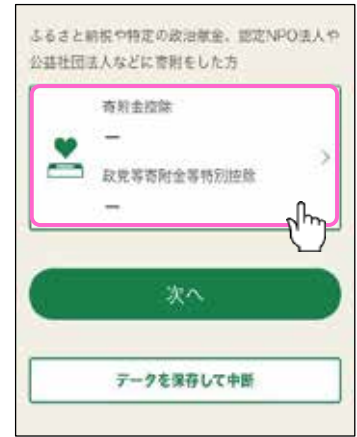 ふるさと納税や特定の政治献金、認定NPO法人や
公益社団法人などに寄附をした方
寄附金控除
ー
政党等寄附金等特別控除
ー
次へ
データを保存して中断